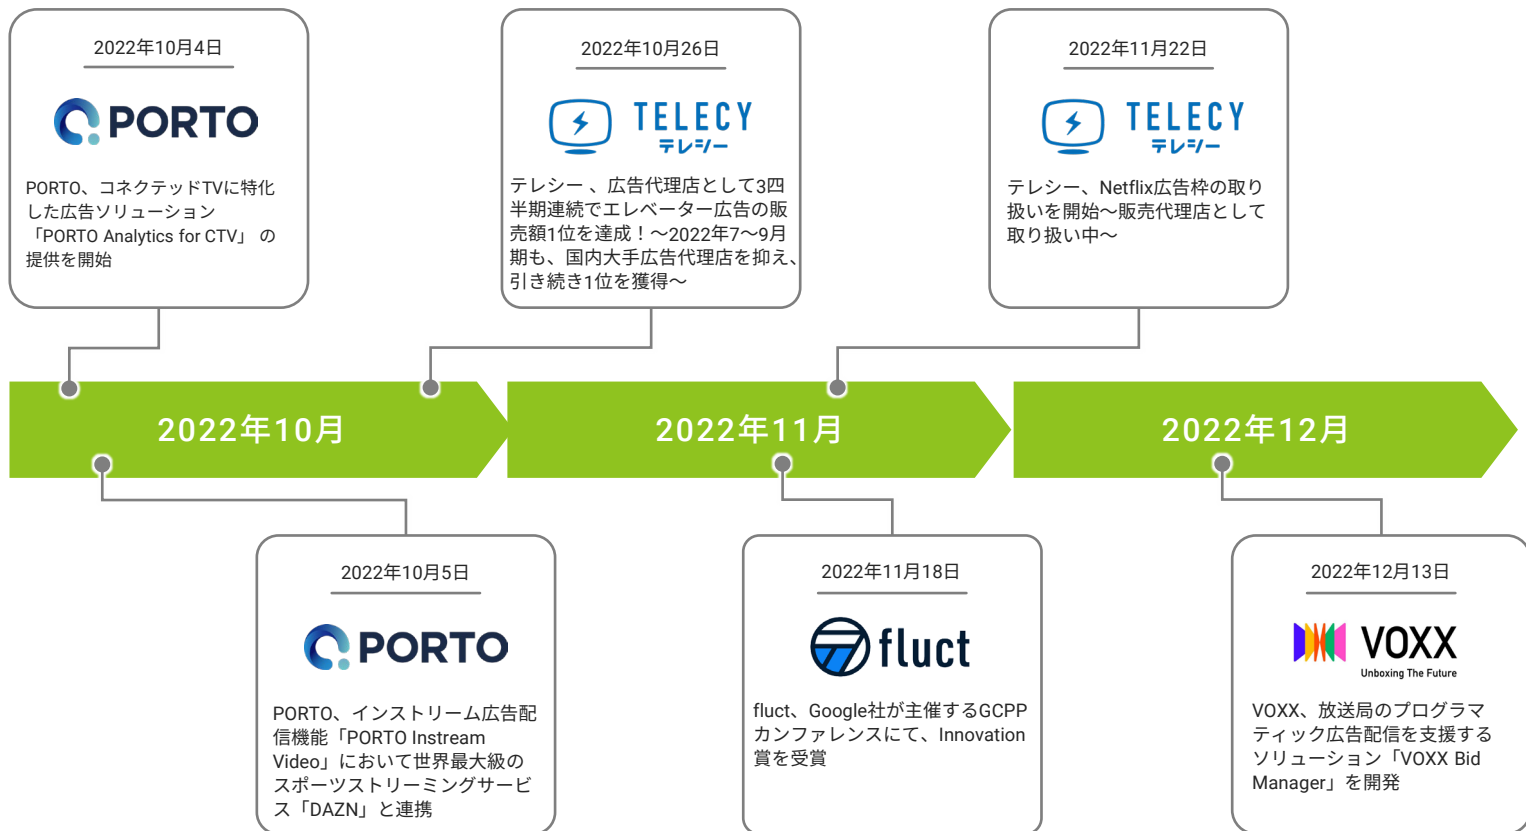 2022年10月4日
PORTO
PORTO、コネクテッドTVに特化
した広告ソリューション
「PORTO Analytics for CTV」 の
提供を開始
2022年10月26日
TELECY
テレシー
テレシー 、広告代理店として3四
半期連続でエレベーター広告の販
売額1位を達成！～2022年7～9月
期も、国内大手広告代理店を抑え、
引き続き1位を獲得～
2022年11月22日
TELECY
テレシー
テレシー、Netflix広告枠の取り
扱いを開始～販売代理店として
取り扱い中～
2022年10月
2022年11月
2022年12月
2022年10月5日
PORTO
PORTO、インストリーム広告配
信機能「PORTO Instream
Video」において世界最大級の
スポーツストリーミングサービ
ス「DAZN」と連携
2022年11月18日
fluct
fluct、Google社が主催するGCPP
カンファレンスにて、Innovation
賞を受賞
2022年12月13日
VOXX
Unboxing The Future
VOXX、放送局のプログラマ
ティック広告配信を支援する
ソリューション「VOXX Bid
Manager」を開発